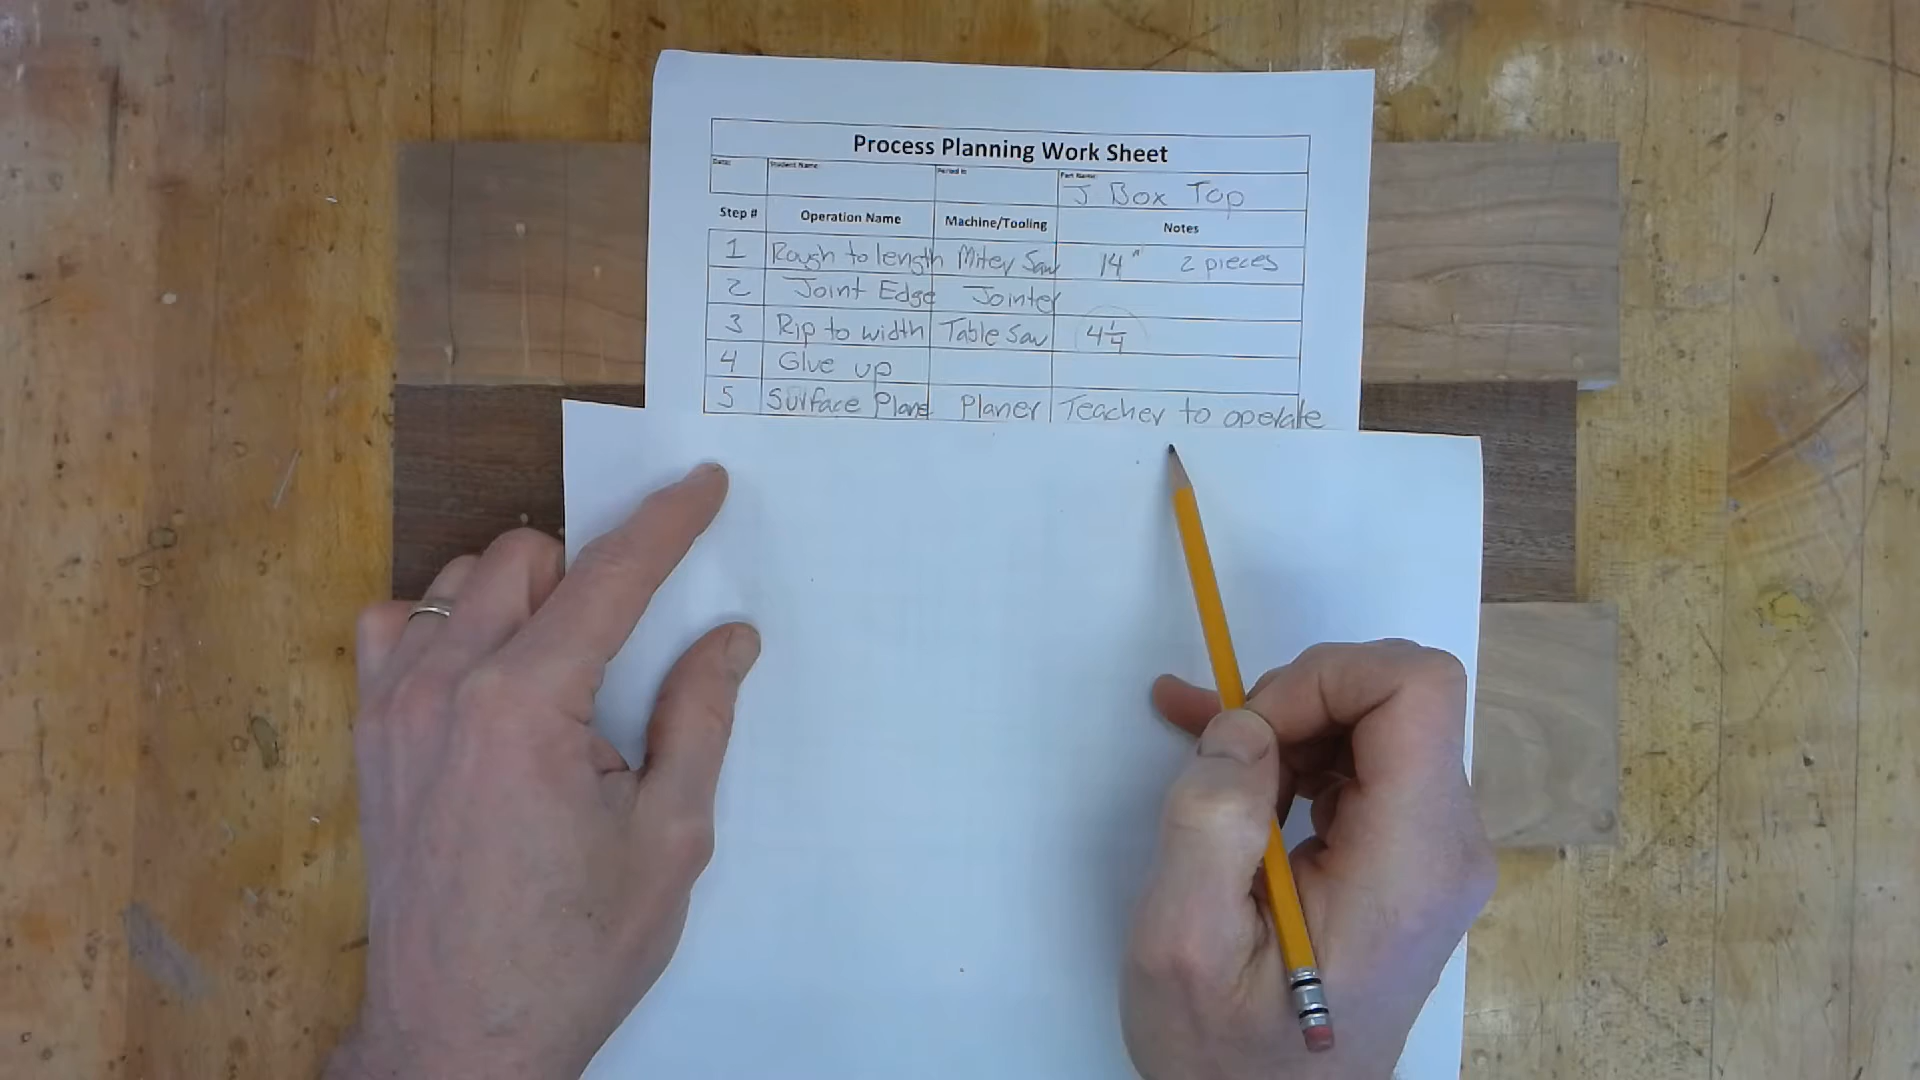 Process Planning Work Sheet
Date: Student Name: Period #: Part Name: J Box Top
Step # Operation Name Machine/Tooling Notes
1 Rough to length Miter Saw 14" 2 pieces
2 Joint Edge Jointer
3 Rip to width Table Saw 4 1/4
4 Glue up
5 Surface Plane Planer Teacher to operate